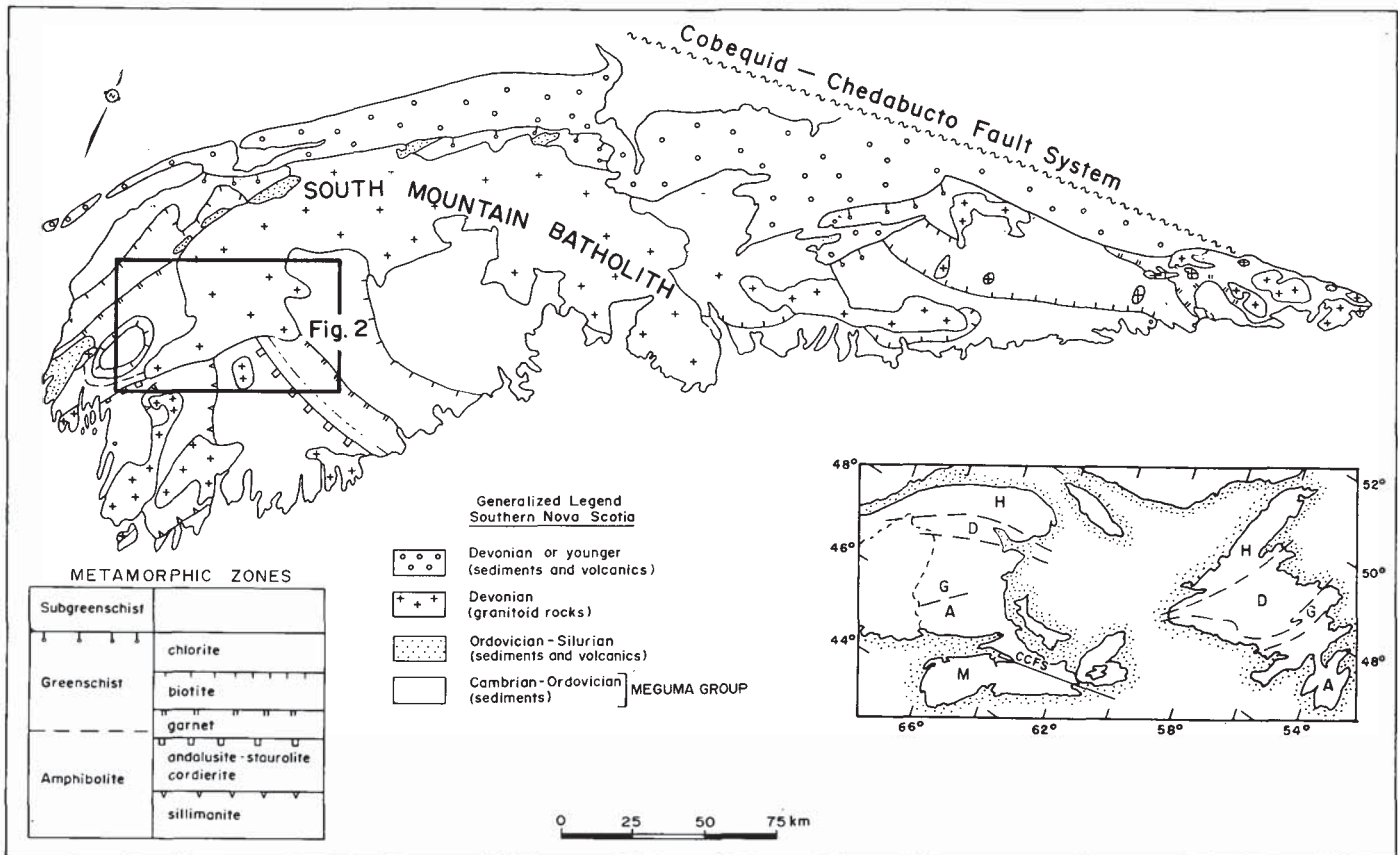 Cobequid — Chedabucto Fault System
SOUTH MOUNTAIN BATHOLITH
Fig. 2
Generalized Legend
Southern Nova Scotia
Devonian or younger
(sediments and volcanics)
Devonian
(granitoid rocks)
Ordovician-Silurian
(sediments and volcanics)
Cambrian-Ordovician
(sediments)
MEGUMA GROUP
METAMORPHIC ZONES
Subgreenschist
Greenschist
chlorite
biotite
garnet
Amphibolite
andalusite-staurolite
cordierite
sillimanite
0 25 50 75 km
48°
46°
44°
66°
62°
58°
54°
52°
50°
48°
H
D
G
A
M
CCFS
H
D
G
A